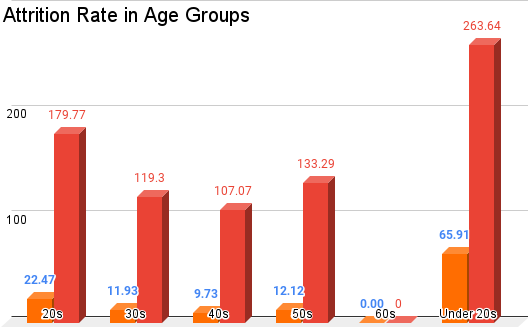 Attrition Rate in Age Groups
263.64
179.77
200
133.29
119.3
107.07
100
65.91
22.47
11.93
9.73
12.12
0.00
0
20s
30s
40s
50s
60s
Under 20s